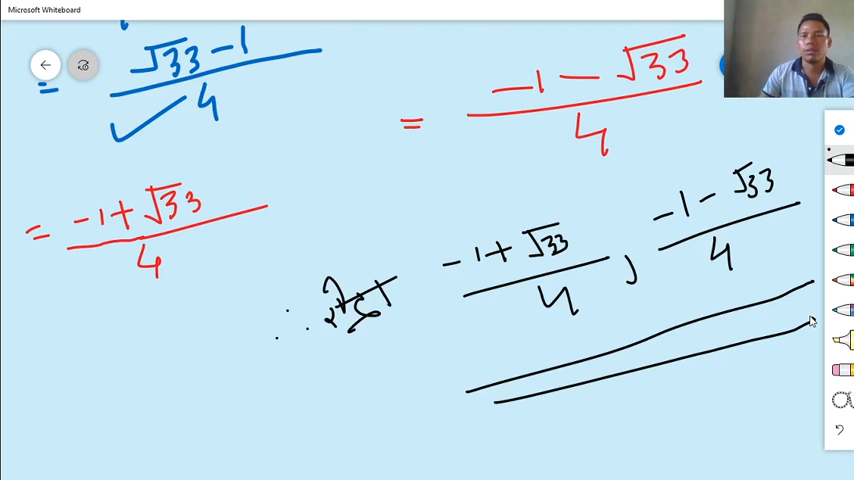 Microsoft Whiteboard
= (√33 - 1)/4
= (-1 - √33)/4
= (-1 + √33)/4
∴ (-1 + √33)/4 , (-1 - √33)/4